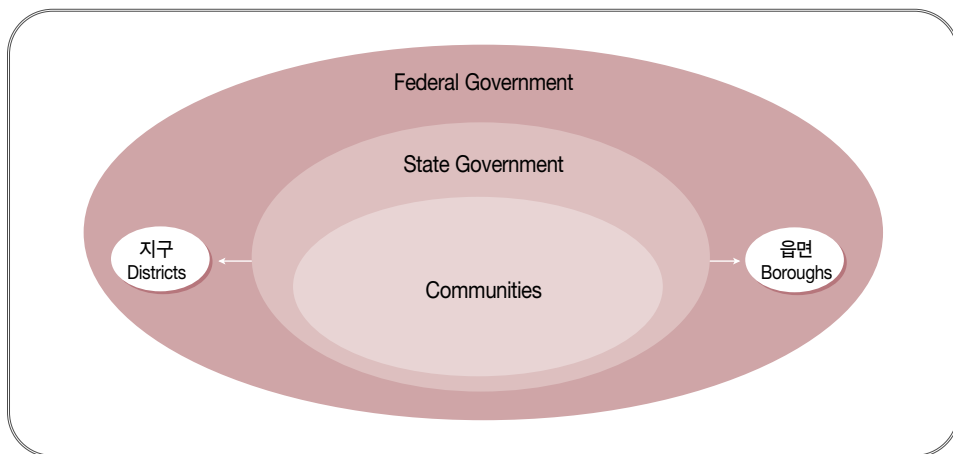 Federal Government
State Government
지구
Districts
읍면
Boroughs
Communities